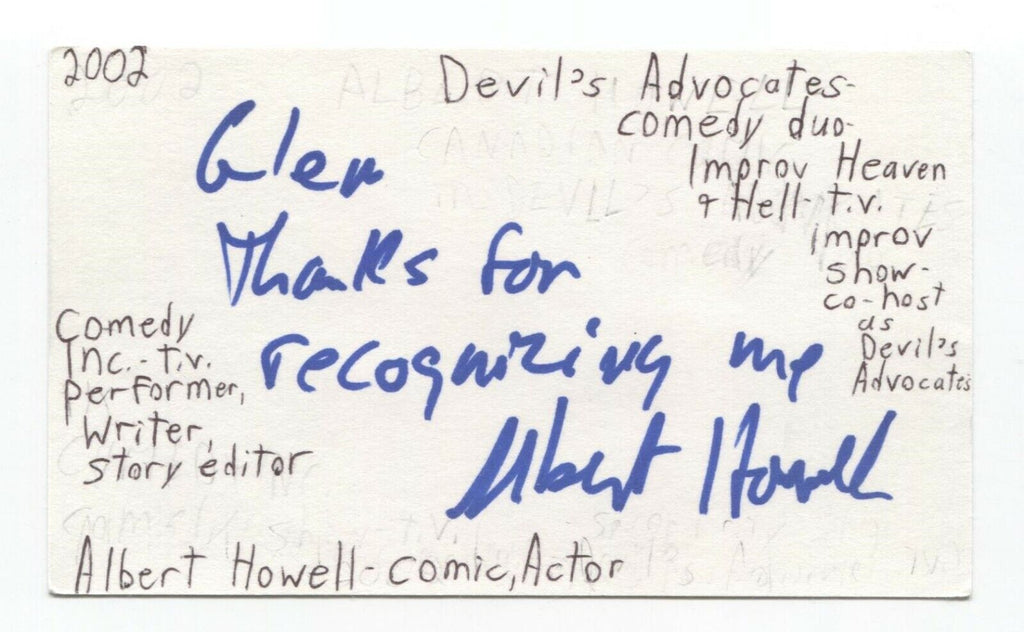 2002
Devil's Advocates-
comedy duo-
Improv Heaven
& Hell- t.v.
improv
show-
co-host
as
Devil's
Advocates
Glen
Thanks for
recognizing me
Albert Howell
Comedy
Inc.- t.v.
performer,
writer,
story editor
Albert Howell- comic, Actor